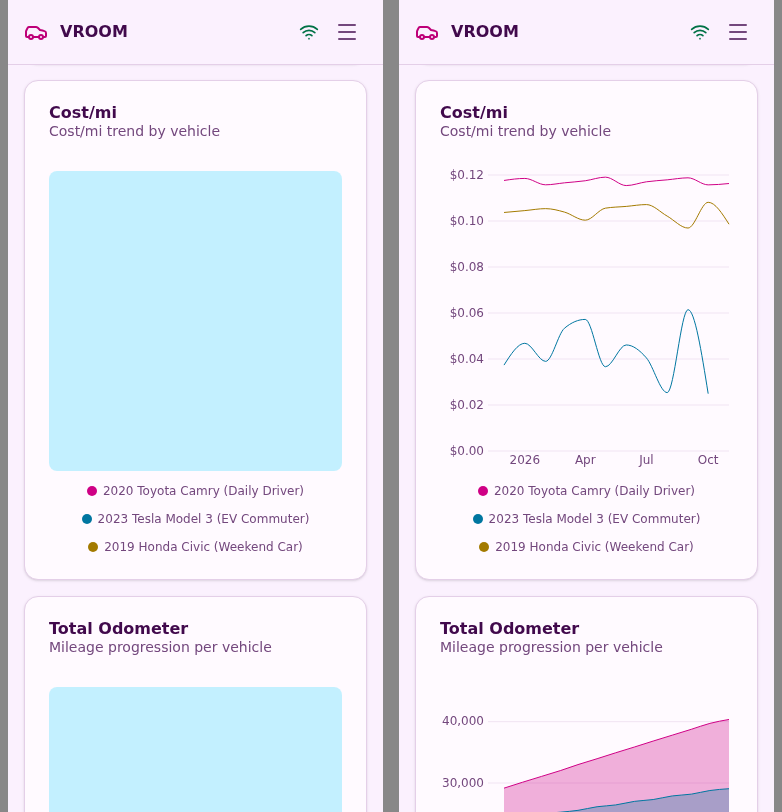 VROOM
Cost/mi
Cost/mi trend by vehicle
2020 Toyota Camry (Daily Driver)
2023 Tesla Model 3 (EV Commuter)
2019 Honda Civic (Weekend Car)
Total Odometer
Mileage progression per vehicle
VROOM
Cost/mi
Cost/mi trend by vehicle
$0.12
$0.10
$0.08
$0.06
$0.04
$0.02
$0.00
2026 Apr Jul Oct
2020 Toyota Camry (Daily Driver)
2023 Tesla Model 3 (EV Commuter)
2019 Honda Civic (Weekend Car)
Total Odometer
Mileage progression per vehicle
40,000
30,000